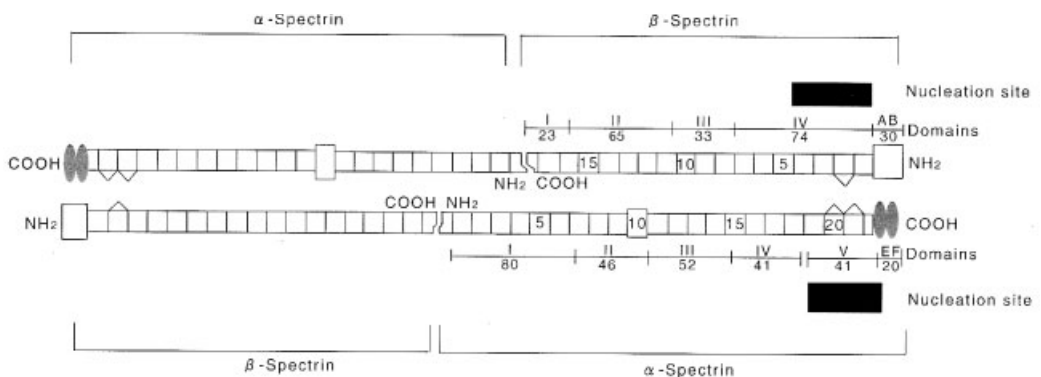 α-Spectrin β-Spectrin
Nucleation site
I II III IV AB
23 65 33 74 30 Domains
COOH 15 10 5 NH₂
NH₂ COOH
COOH NH₂
NH₂ 5 10 15 20 COOH
I II III IV V EF Domains
80 46 52 41 41 20
Nucleation site
β-Spectrin α-Spectrin